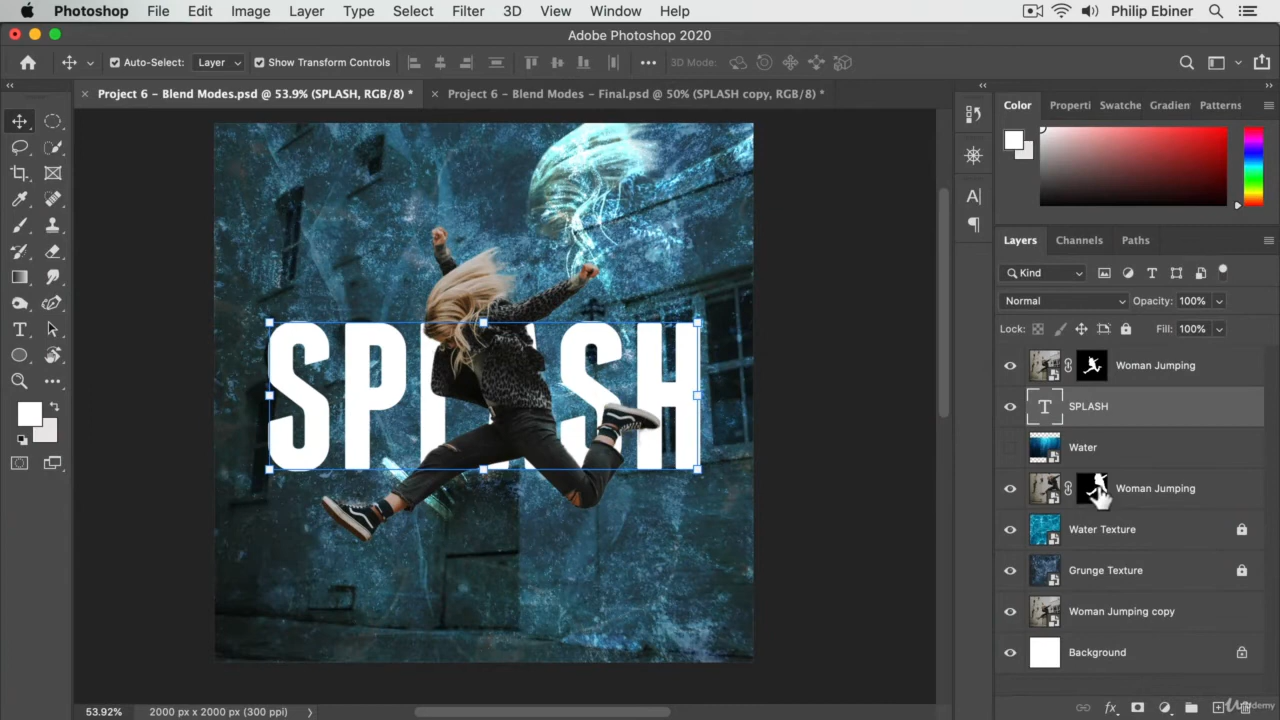 Photoshop File Edit Image Layer Type Select Filter 3D View Window Help Philip Ebiner
Adobe Photoshop 2020
Auto-Select: Layer Show Transform Controls 3D Mode:
Project 6 – Blend Modes.psd @ 53.9% (SPLASH, RGB/8) * Project 6 – Blend Modes – Final.psd @ 50% (SPLASH copy, RGB/8) *
Color Properti Swatche Gradien Patterns
SPLASH
Layers Channels Paths
Kind
Normal Opacity: 100%
Lock: Fill: 100%
Woman Jumping
SPLASH
Water
Woman Jumping
Water Texture
Grunge Texture
Woman Jumping copy
Background
53.92% 2000 px x 2000 px (300 ppi)
fx